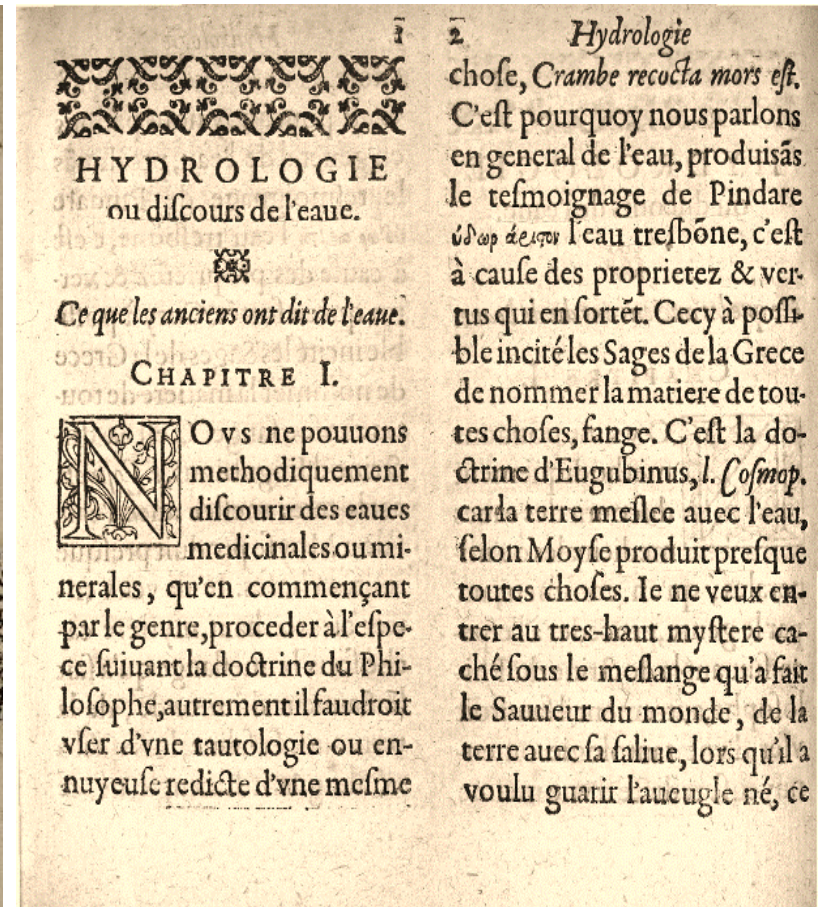 1
HYDROLOGIE
ou discours de l'eaue.
Ce que les anciens ont dit de l'eaue.
CHAPITRE I.
NOvs ne pouuons
methodiquement
discourir des eaues
medicinales ou mi-
nerales, qu'en commençant
par le genre, proceder à l'espe-
ce suiuant la doctrine du Phi-
losophe, autrement il faudroit
vser d'vne tautologie ou en-
nuyeuse redicte d'vne mesme
2 Hydrologie
chose, Crambe recocta mors est.
C'est pourquoy nous parlons
en general de l'eau, produisãs
le tesmoignage de Pindare
ὕδωρ ἄριστον l'eau tresbõne, c'est
à cause des proprietez & ver-
tus qui en sortẽt. Cecy à possi-
ble incité les Sages de la Grece
de nommer la matiere de tou-
tes choses, fange. C'est la do-
ctrine d'Eugubinus, l. Cosmop.
car la terre meslee auec l'eau,
selon Moyse produit presque
toutes choses. Ie ne veux en-
trer au tres-haut mystere ca-
ché sous le meslange qu'a fait
le Sauueur du monde, de la
terre auec sa saliue, lors qu'il a
voulu guarir l'aueugle né, ce